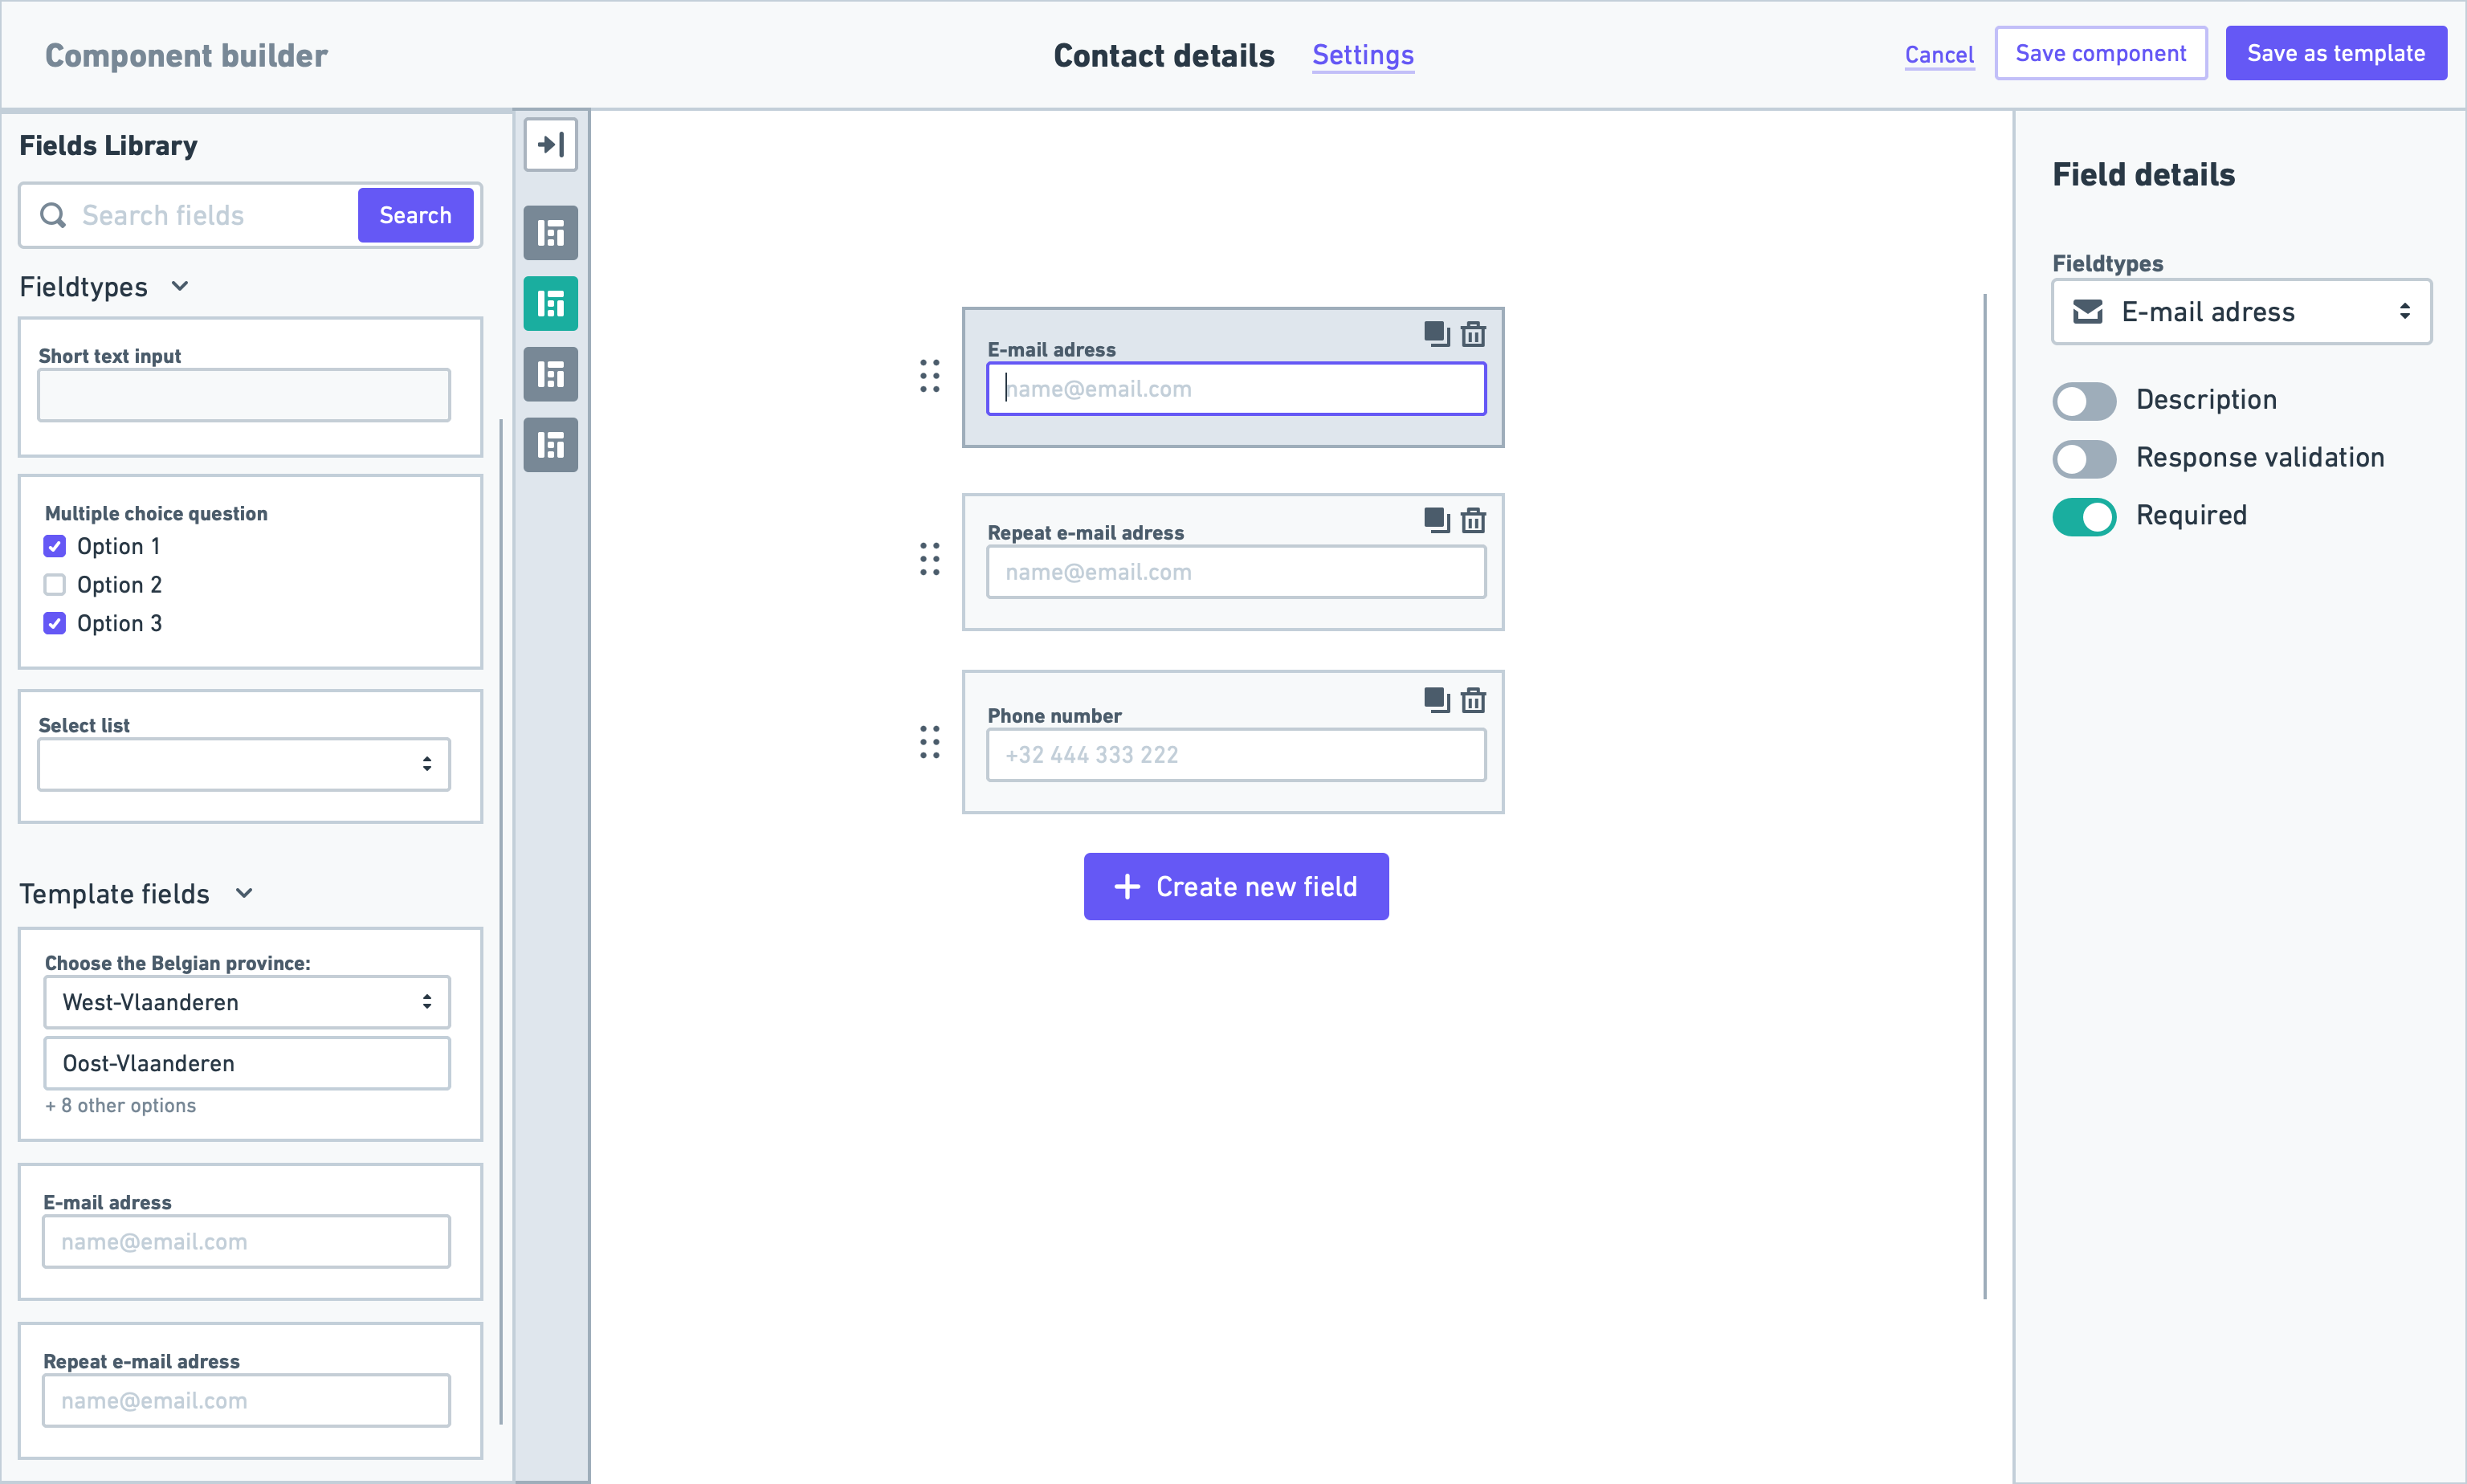 Component builder
Contact details
Settings
Cancel
Save component
Save as template
Fields Library
Search fields
Search
Fieldtypes
Short text input
Multiple choice question
Option 1
Option 2
Option 3
Select list
Template fields
Choose the Belgian province:
West-Vlaanderen
Oost-Vlaanderen
+ 8 other options
E-mail adress
name@email.com
Repeat e-mail adress
name@email.com
E-mail adress
name@email.com
Repeat e-mail adress
name@email.com
Phone number
+32 444 333 222
Create new field
Field details
Fieldtypes
E-mail adress
Description
Response validation
Required